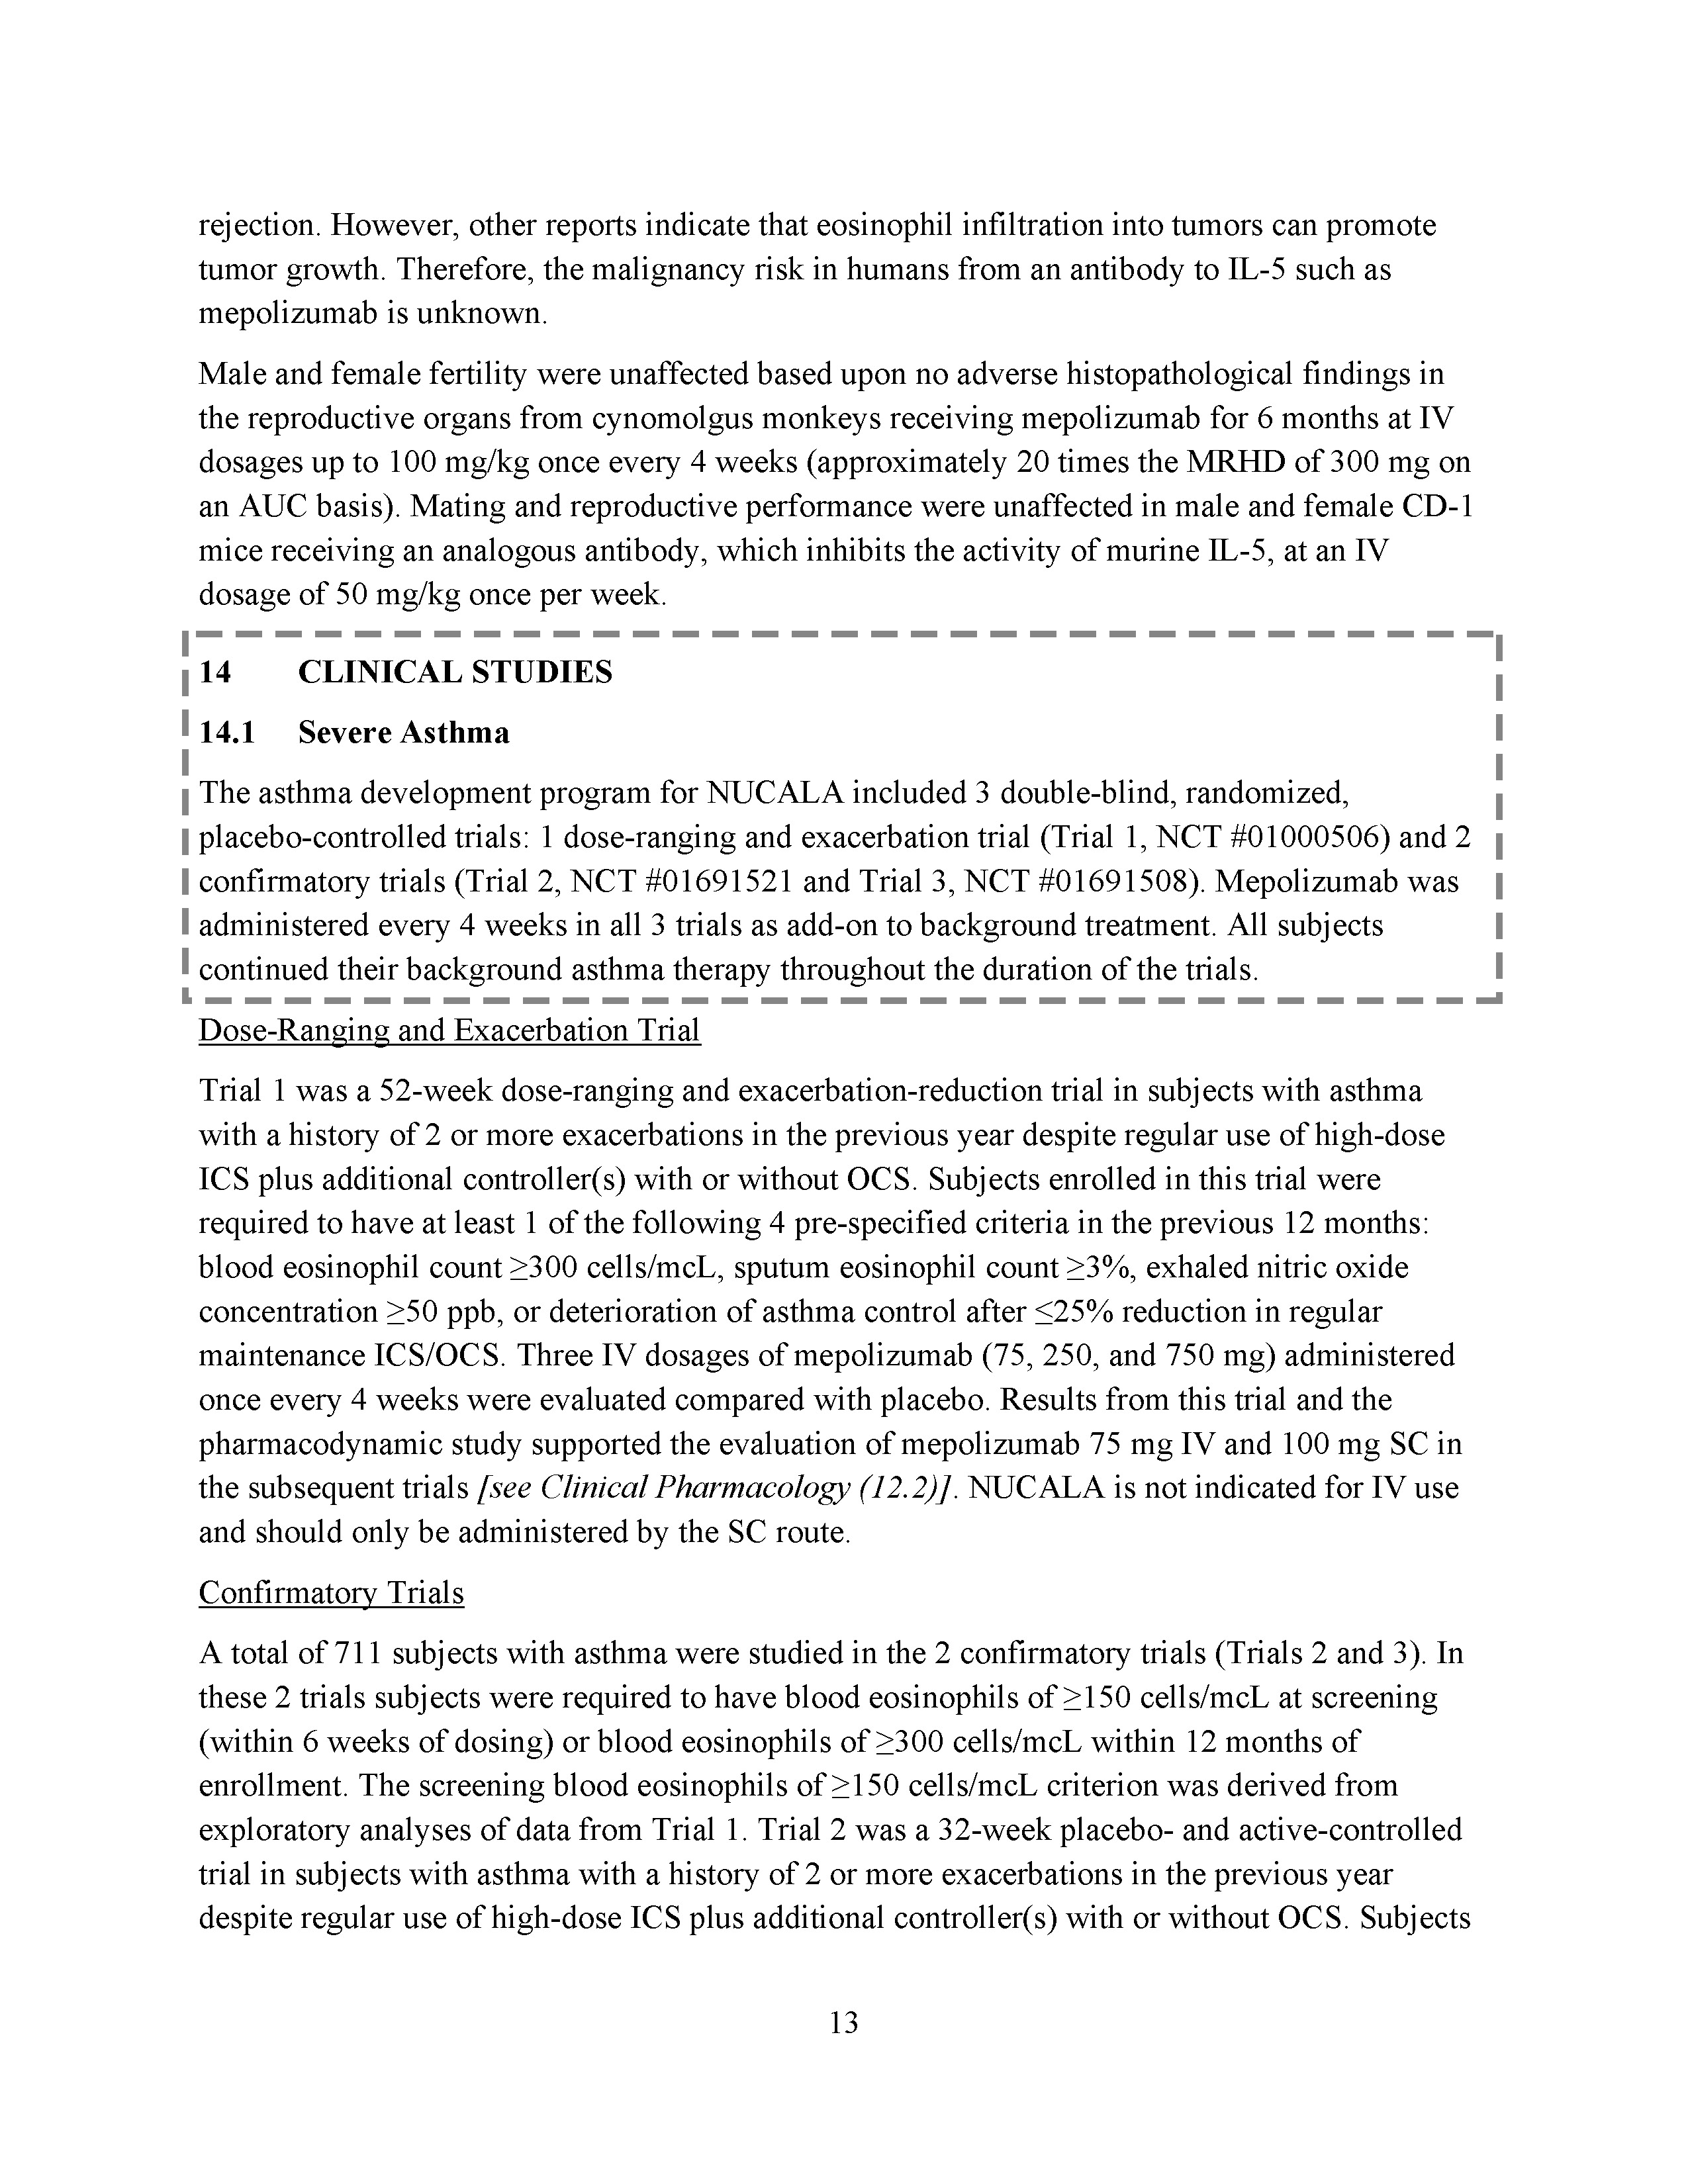 rejection. However, other reports indicate that eosinophil infiltration into tumors can promote
tumor growth. Therefore, the malignancy risk in humans from an antibody to IL-5 such as
mepolizumab is unknown.
Male and female fertility were unaffected based upon no adverse histopathological findings in
the reproductive organs from cynomolgus monkeys receiving mepolizumab for 6 months at IV
dosages up to 100 mg/kg once every 4 weeks (approximately 20 times the MRHD of 300 mg on
an AUC basis). Mating and reproductive performance were unaffected in male and female CD-1
mice receiving an analogous antibody, which inhibits the activity of murine IL-5, at an IV
dosage of 50 mg/kg once per week.
14 CLINICAL STUDIES
14.1 Severe Asthma
The asthma development program for NUCALA included 3 double-blind, randomized,
placebo-controlled trials: 1 dose-ranging and exacerbation trial (Trial 1, NCT #01000506) and 2
confirmatory trials (Trial 2, NCT #01691521 and Trial 3, NCT #01691508). Mepolizumab was
administered every 4 weeks in all 3 trials as add-on to background treatment. All subjects
continued their background asthma therapy throughout the duration of the trials.
Dose-Ranging and Exacerbation Trial
Trial 1 was a 52-week dose-ranging and exacerbation-reduction trial in subjects with asthma
with a history of 2 or more exacerbations in the previous year despite regular use of high-dose
ICS plus additional controller(s) with or without OCS. Subjects enrolled in this trial were
required to have at least 1 of the following 4 pre-specified criteria in the previous 12 months:
blood eosinophil count ≥300 cells/mcL, sputum eosinophil count ≥3%, exhaled nitric oxide
concentration ≥50 ppb, or deterioration of asthma control after ≤25% reduction in regular
maintenance ICS/OCS. Three IV dosages of mepolizumab (75, 250, and 750 mg) administered
once every 4 weeks were evaluated compared with placebo. Results from this trial and the
pharmacodynamic study supported the evaluation of mepolizumab 75 mg IV and 100 mg SC in
the subsequent trials [see Clinical Pharmacology (12.2)]. NUCALA is not indicated for IV use
and should only be administered by the SC route.
Confirmatory Trials
A total of 711 subjects with asthma were studied in the 2 confirmatory trials (Trials 2 and 3). In
these 2 trials subjects were required to have blood eosinophils of ≥150 cells/mcL at screening
(within 6 weeks of dosing) or blood eosinophils of ≥300 cells/mcL within 12 months of
enrollment. The screening blood eosinophils of ≥150 cells/mcL criterion was derived from
exploratory analyses of data from Trial 1. Trial 2 was a 32-week placebo- and active-controlled
trial in subjects with asthma with a history of 2 or more exacerbations in the previous year
despite regular use of high-dose ICS plus additional controller(s) with or without OCS. Subjects
13